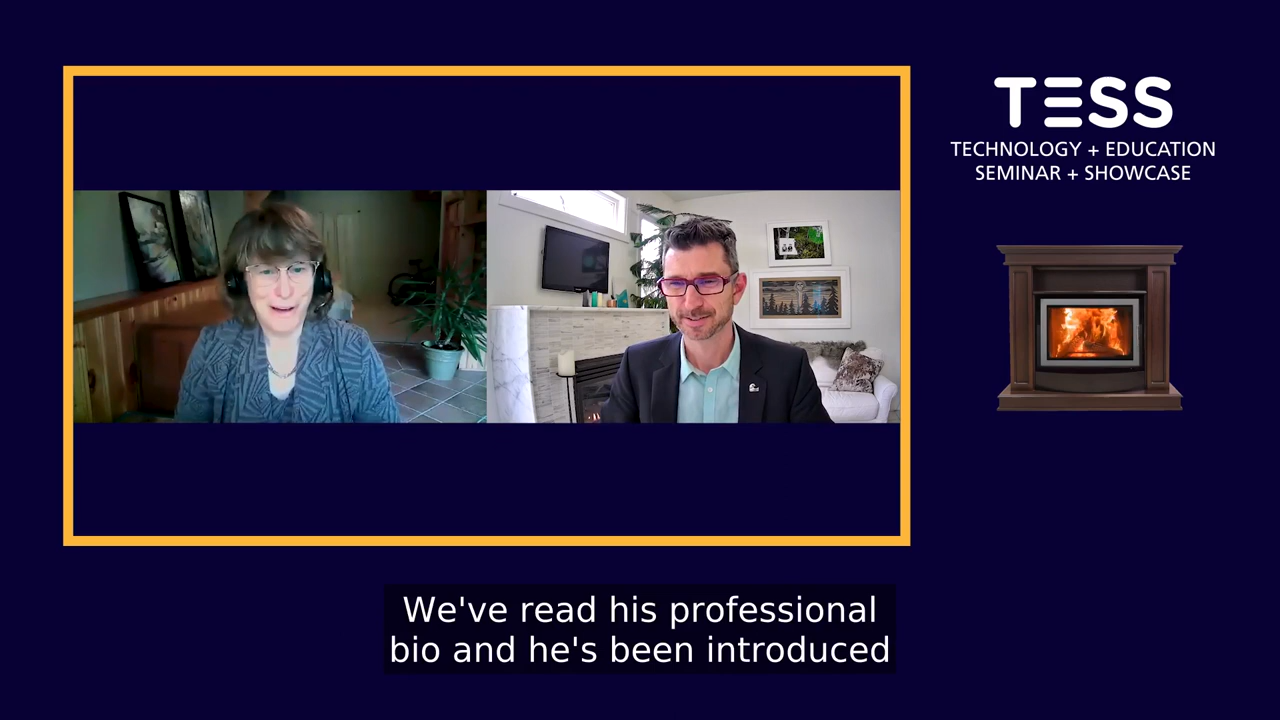 TESS
TECHNOLOGY + EDUCATION
SEMINAR + SHOWCASE
We've read his professional
bio and he's been introduced